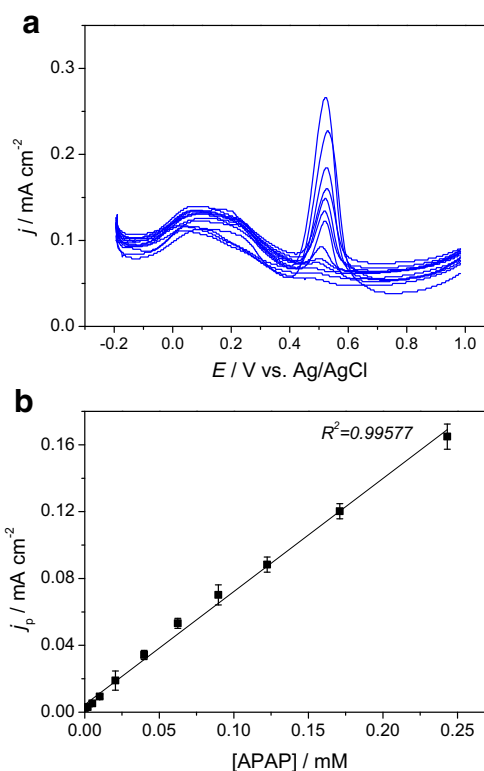 a
j / mA cm⁻²
0.3
0.2
0.1
0.0
-0.2 0.0 0.2 0.4 0.6 0.8 1.0
E / V vs. Ag/AgCl
b
R²=0.99577
jₚ / mA cm⁻²
0.16
0.12
0.08
0.04
0.00
0.00 0.05 0.10 0.15 0.20 0.25
[APAP] / mM